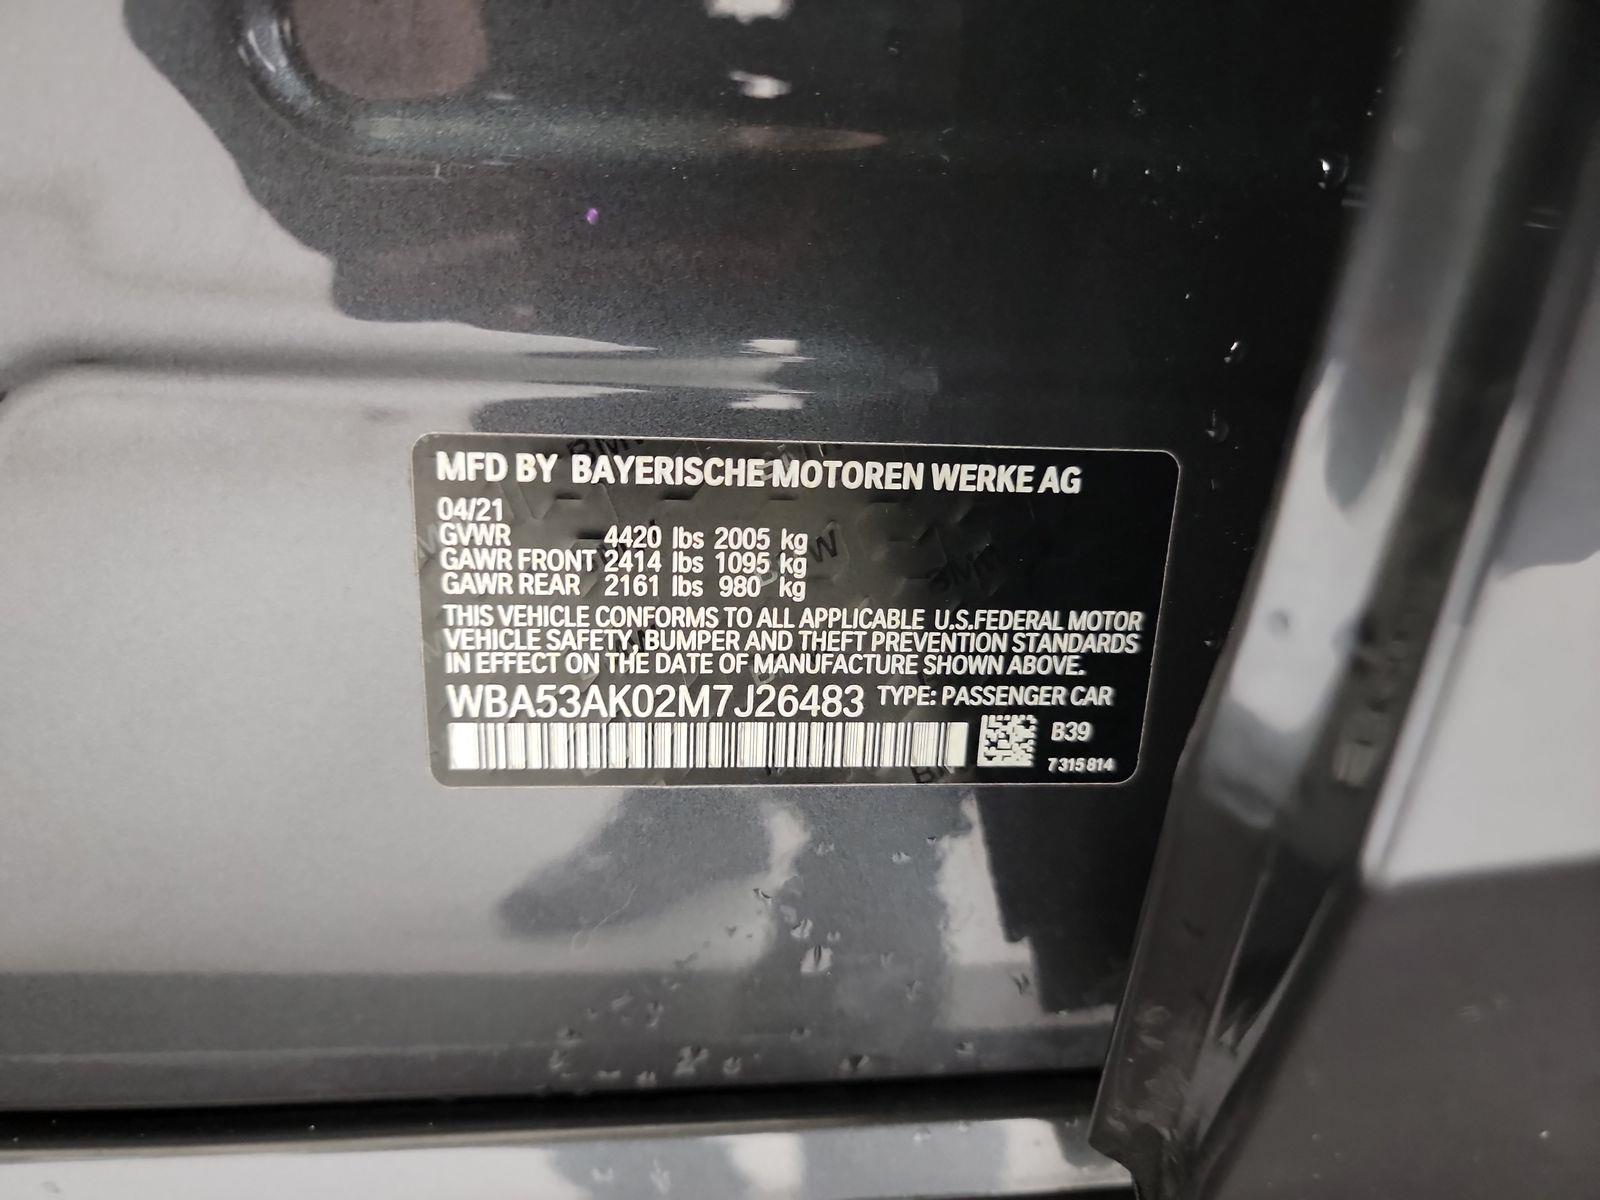 MFD BY BAYERISCHE MOTOREN WERKE AG
04/21
GVWR 4420 lbs 2005 kg
GAWR FRONT 2414 lbs 1095 kg
GAWR REAR 2161 lbs 980 kg
THIS VEHICLE CONFORMS TO ALL APPLICABLE U.S.FEDERAL MOTOR
VEHICLE SAFETY, BUMPER AND THEFT PREVENTION STANDARDS
IN EFFECT ON THE DATE OF MANUFACTURE SHOWN ABOVE.
WBA53AK02M7J26483 TYPE: PASSENGER CAR
B39
7 315 814